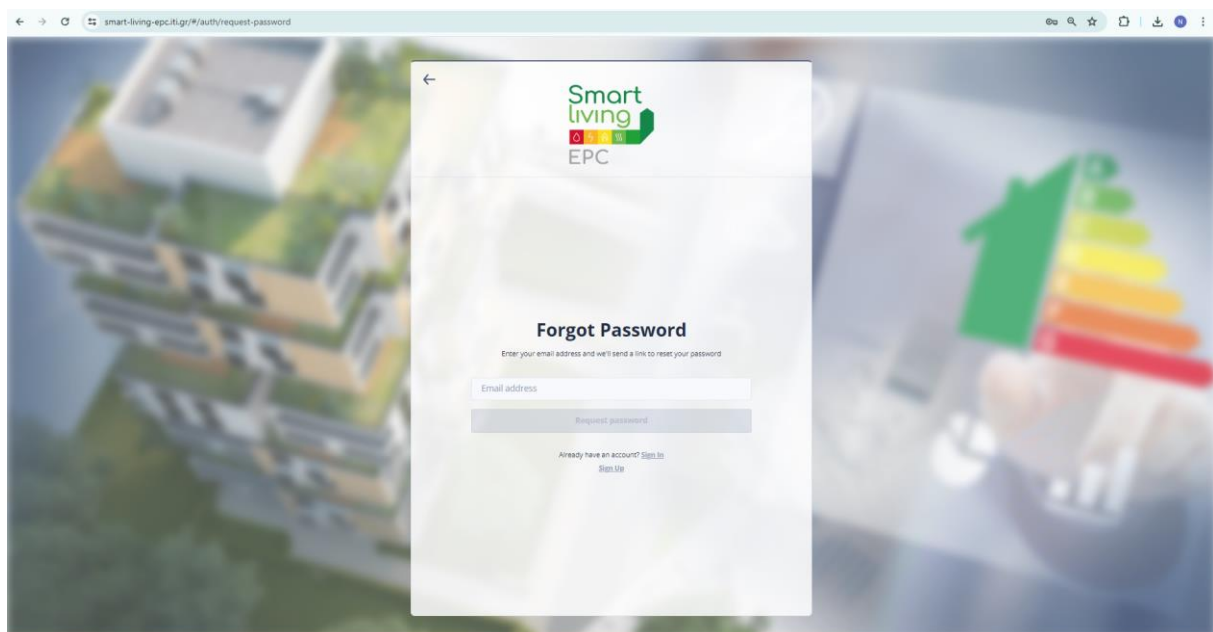 smart-living-epc.iti.gr/#/auth/request-password
N
Smart
living
EPC
Forgot Password
Enter your email address and we'll send a link to reset your password
Email address
Request password
Already have an account? Sign In
Sign Up